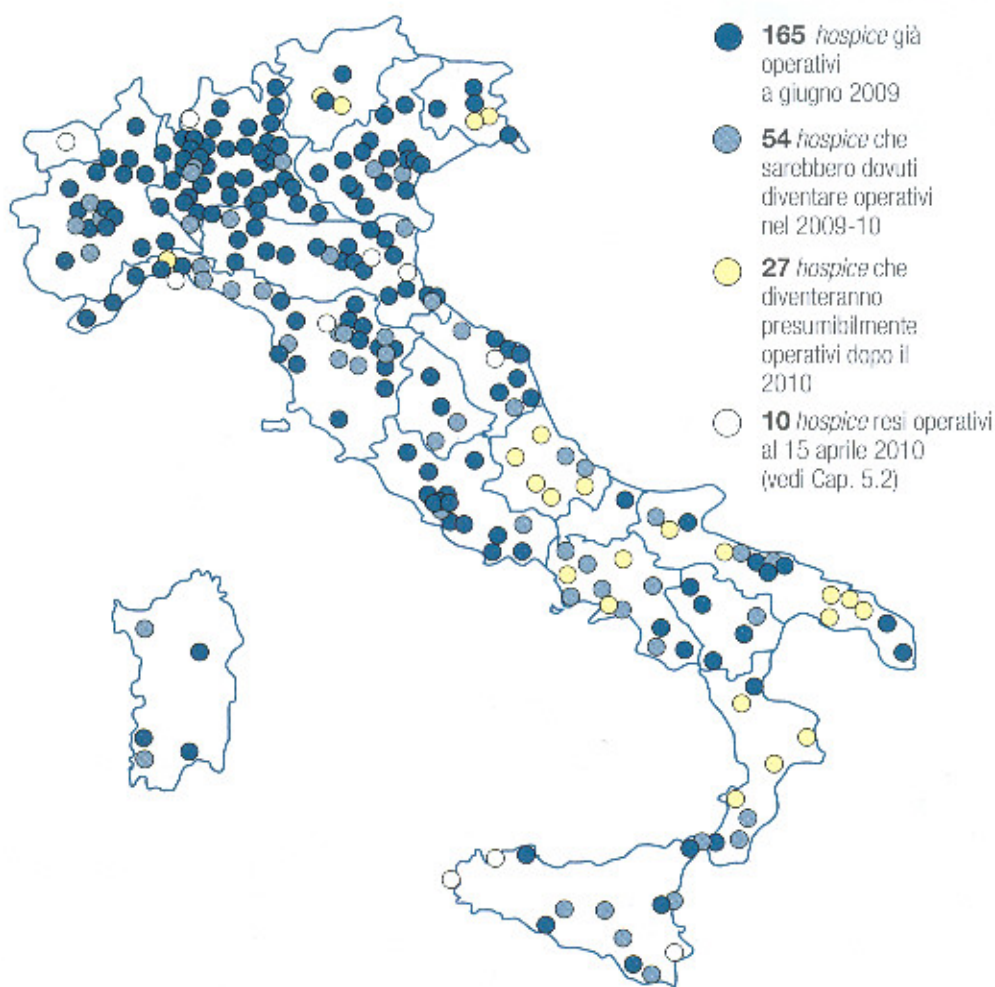 165 hospice già
operativi
a giugno 2009
54 hospice che
sarebbero dovuti
diventare operativi
nel 2009-10
27 hospice che
diventeranno
presumibilmente
operativi dopo il
2010
10 hospice resi operativi
al 15 aprile 2010
(vedi Cap. 5.2)